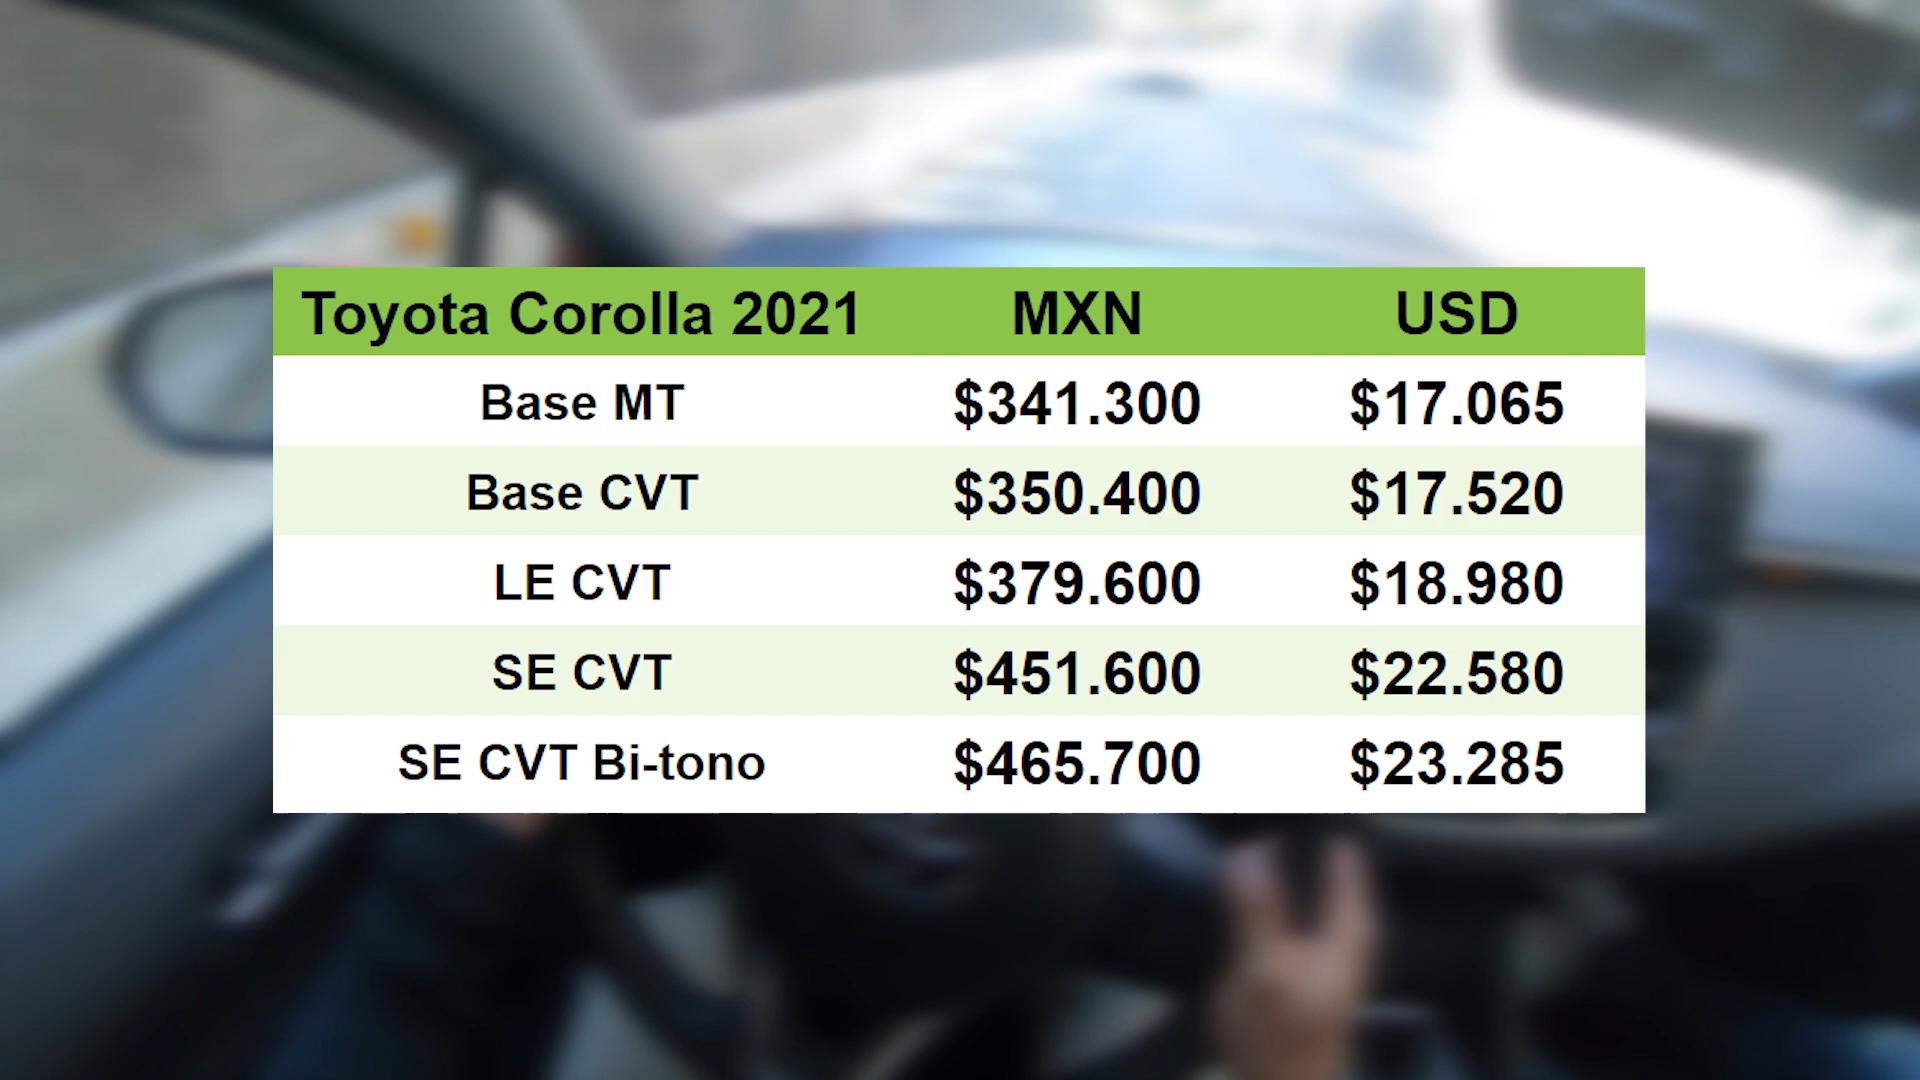 Toyota Corolla 2021 MXN USD
Base MT $341.300 $17.065
Base CVT $350.400 $17.520
LE CVT $379.600 $18.980
SE CVT $451.600 $22.580
SE CVT Bi-tono $465.700 $23.285